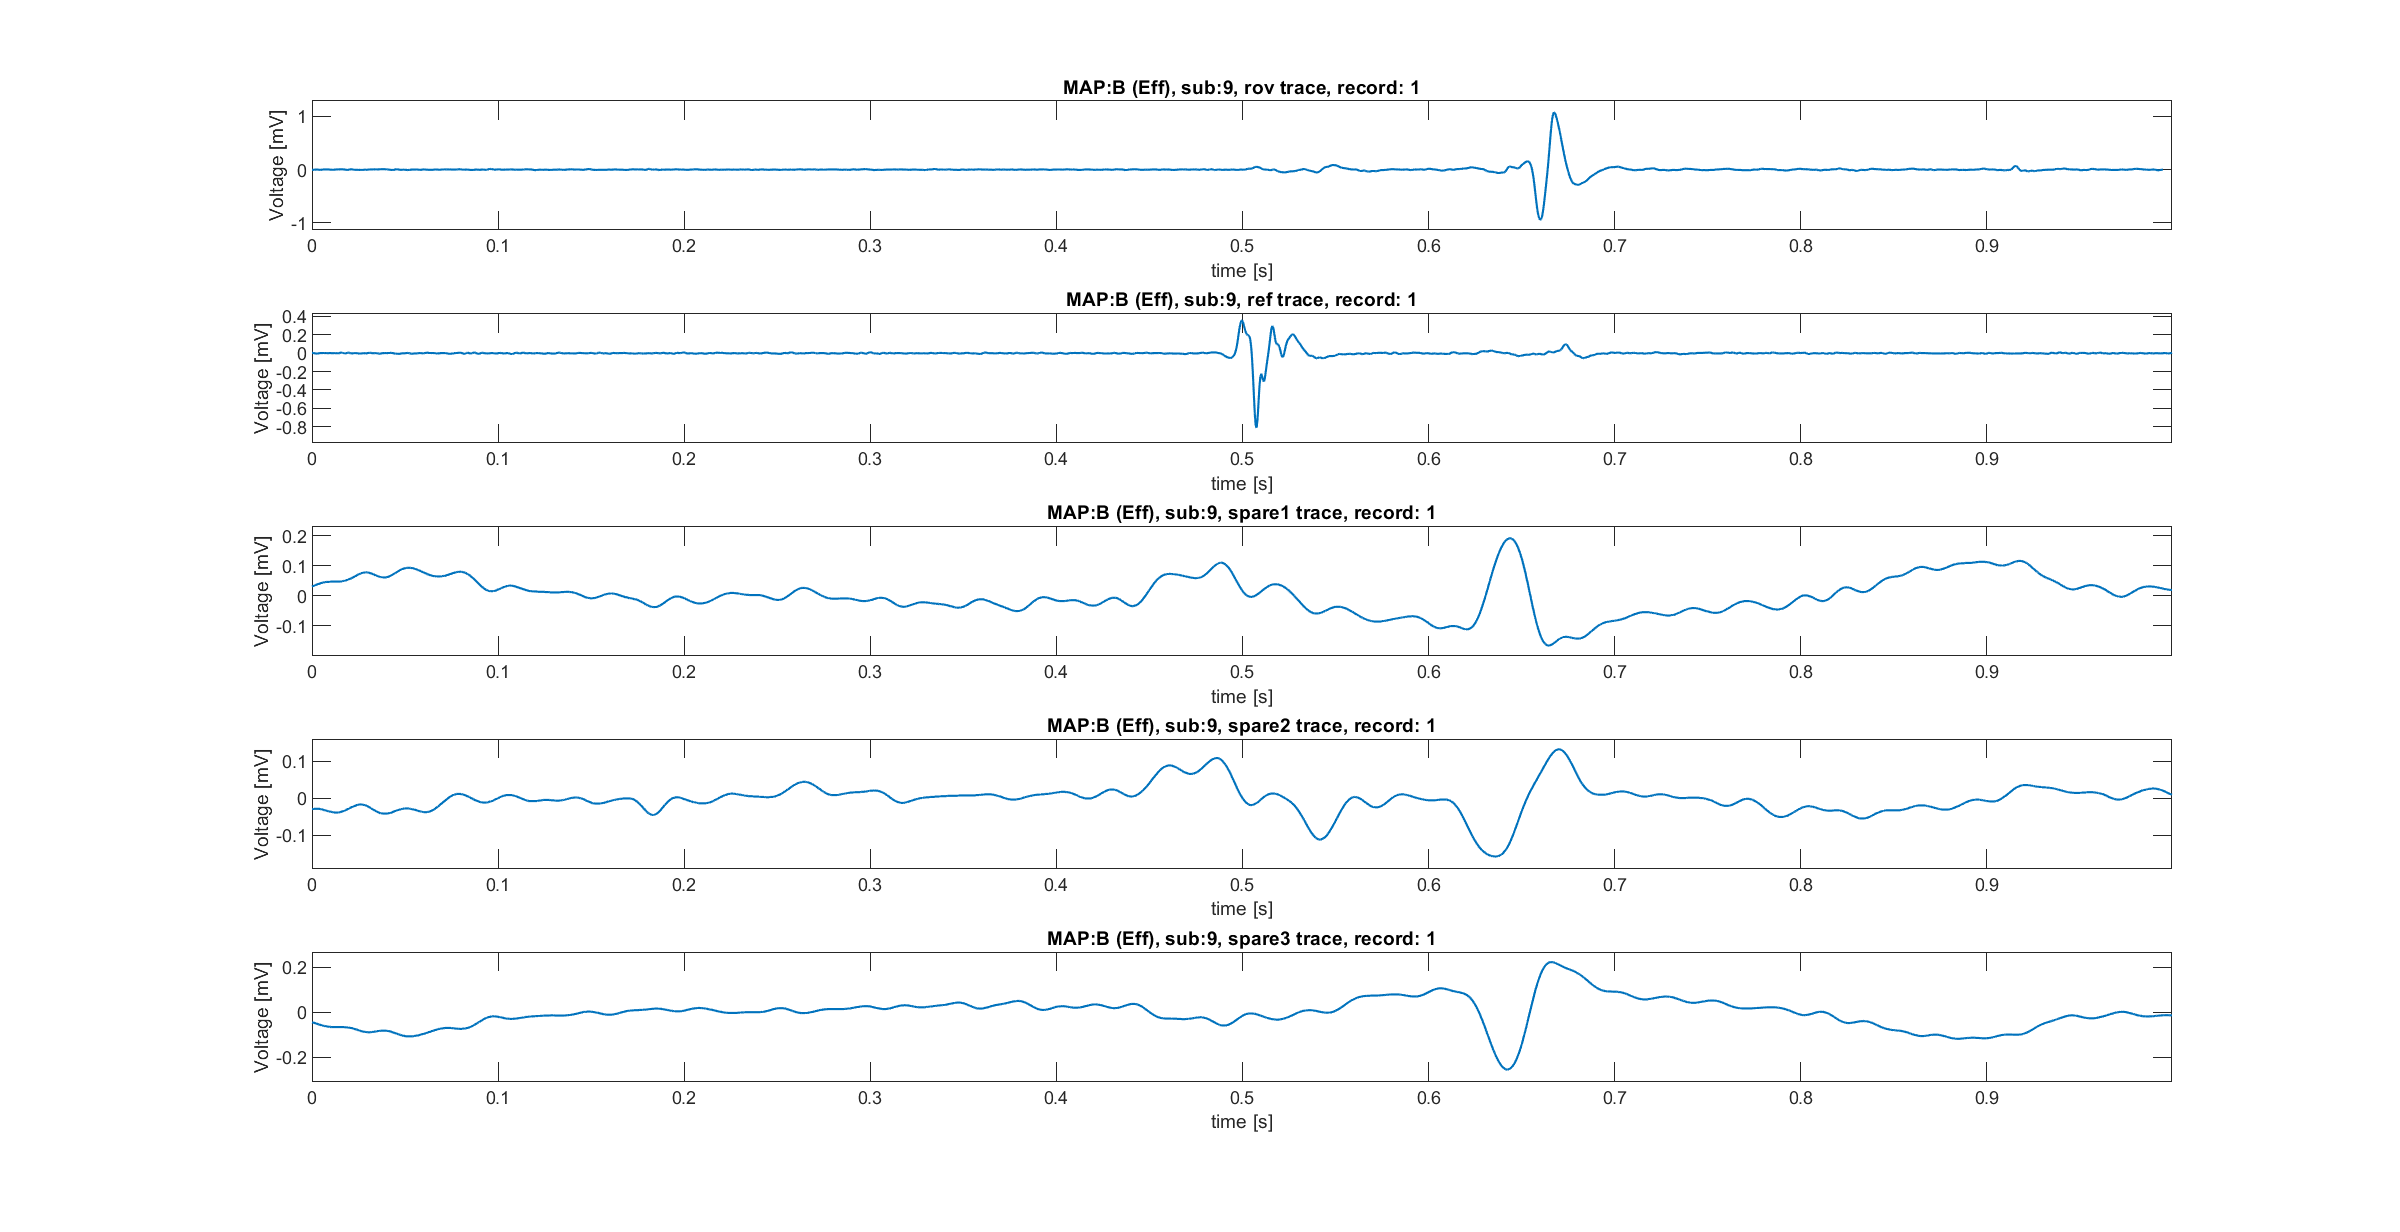 MAP:B (Eff), sub:9, rov trace, record: 1
Voltage [mV]
1
0
-1
0 0.1 0.2 0.3 0.4 0.5 0.6 0.7 0.8 0.9
time [s]
MAP:B (Eff), sub:9, ref trace, record: 1
Voltage [mV]
0.4
0.2
0
-0.2
-0.4
-0.6
-0.8
0 0.1 0.2 0.3 0.4 0.5 0.6 0.7 0.8 0.9
time [s]
MAP:B (Eff), sub:9, spare1 trace, record: 1
Voltage [mV]
0.2
0.1
0
-0.1
0 0.1 0.2 0.3 0.4 0.5 0.6 0.7 0.8 0.9
time [s]
MAP:B (Eff), sub:9, spare2 trace, record: 1
Voltage [mV]
0.1
0
-0.1
0 0.1 0.2 0.3 0.4 0.5 0.6 0.7 0.8 0.9
time [s]
MAP:B (Eff), sub:9, spare3 trace, record: 1
Voltage [mV]
0.2
0
-0.2
0 0.1 0.2 0.3 0.4 0.5 0.6 0.7 0.8 0.9
time [s]